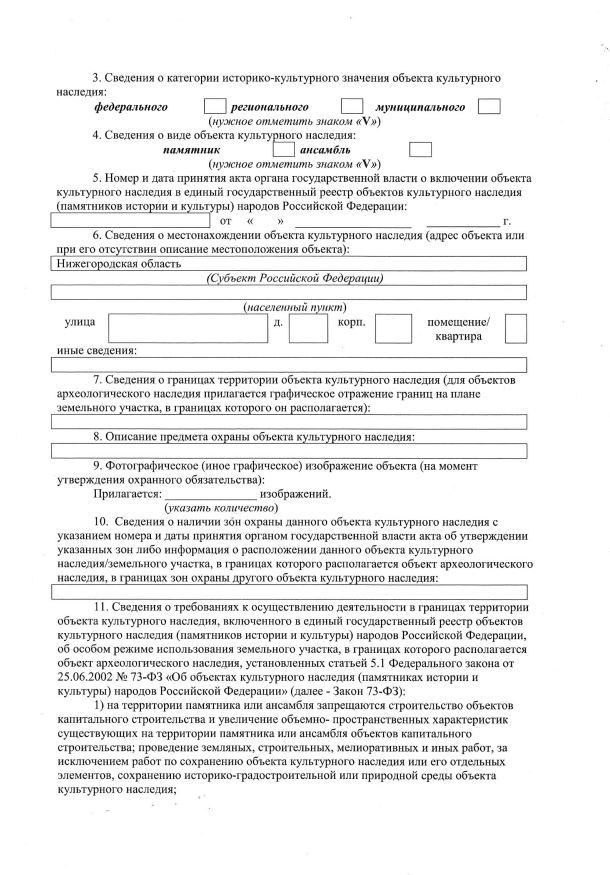 3. Сведения о категории историко-культурного значения объекта культурного
наследия:
федерального регионального муниципального
(нужное отметить знаком «V»)
4. Сведения о виде объекта культурного наследия:
памятник ансамбль
(нужное отметить знаком «V»)
5. Номер и дата принятия акта органа государственной власти о включении объекта
культурного наследия в единый государственный реестр объектов культурного наследия
(памятников истории и культуры) народов Российской Федерации:
от « » _________________ ___________ г.
6. Сведения о местонахождении объекта культурного наследия (адрес объекта или
при его отсутствии описание местоположения объекта):
Нижегородская область
(Субъект Российской Федерации)
(населенный пункт)
улица д. корп. помещение/
квартира
иные сведения:
7. Сведения о границах территории объекта культурного наследия (для объектов
археологического наследия прилагается графическое отражение границ на плане
земельного участка, в границах которого он располагается):
8. Описание предмета охраны объекта культурного наследия:
9. Фотографическое (иное графическое) изображение объекта (на момент
утверждения охранного обязательства):
Прилагается: ______________ изображений.
(указать количество)
10. Сведения о наличии зон охраны данного объекта культурного наследия с
указанием номера и даты принятия органом государственной власти акта об утверждении
указанных зон либо информация о расположении данного объекта культурного
наследия/земельного участка, в границах которого располагается объект археологического
наследия, в границах зон охраны другого объекта культурного наследия:
11. Сведения о требованиях к осуществлению деятельности в границах территории
объекта культурного наследия, включенного в единый государственный реестр объектов
культурного наследия (памятников истории и культуры) народов Российской Федерации,
об особом режиме использования земельного участка, в границах которого располагается
объект археологического наследия, установленных статьей 5.1 Федерального закона от
25.06.2002 № 73-ФЗ «Об объектах культурного наследия (памятниках истории и
культуры) народов Российской Федерации» (далее - Закон 73-ФЗ):
1) на территории памятника или ансамбля запрещаются строительство объектов
капитального строительства и увеличение объемно- пространственных характеристик
существующих на территории памятника или ансамбля объектов капитального
строительства; проведение земляных, строительных, мелиоративных и иных работ, за
исключением работ по сохранению объекта культурного наследия или его отдельных
элементов, сохранению историко-градостроительной или природной среды объекта
культурного наследия;